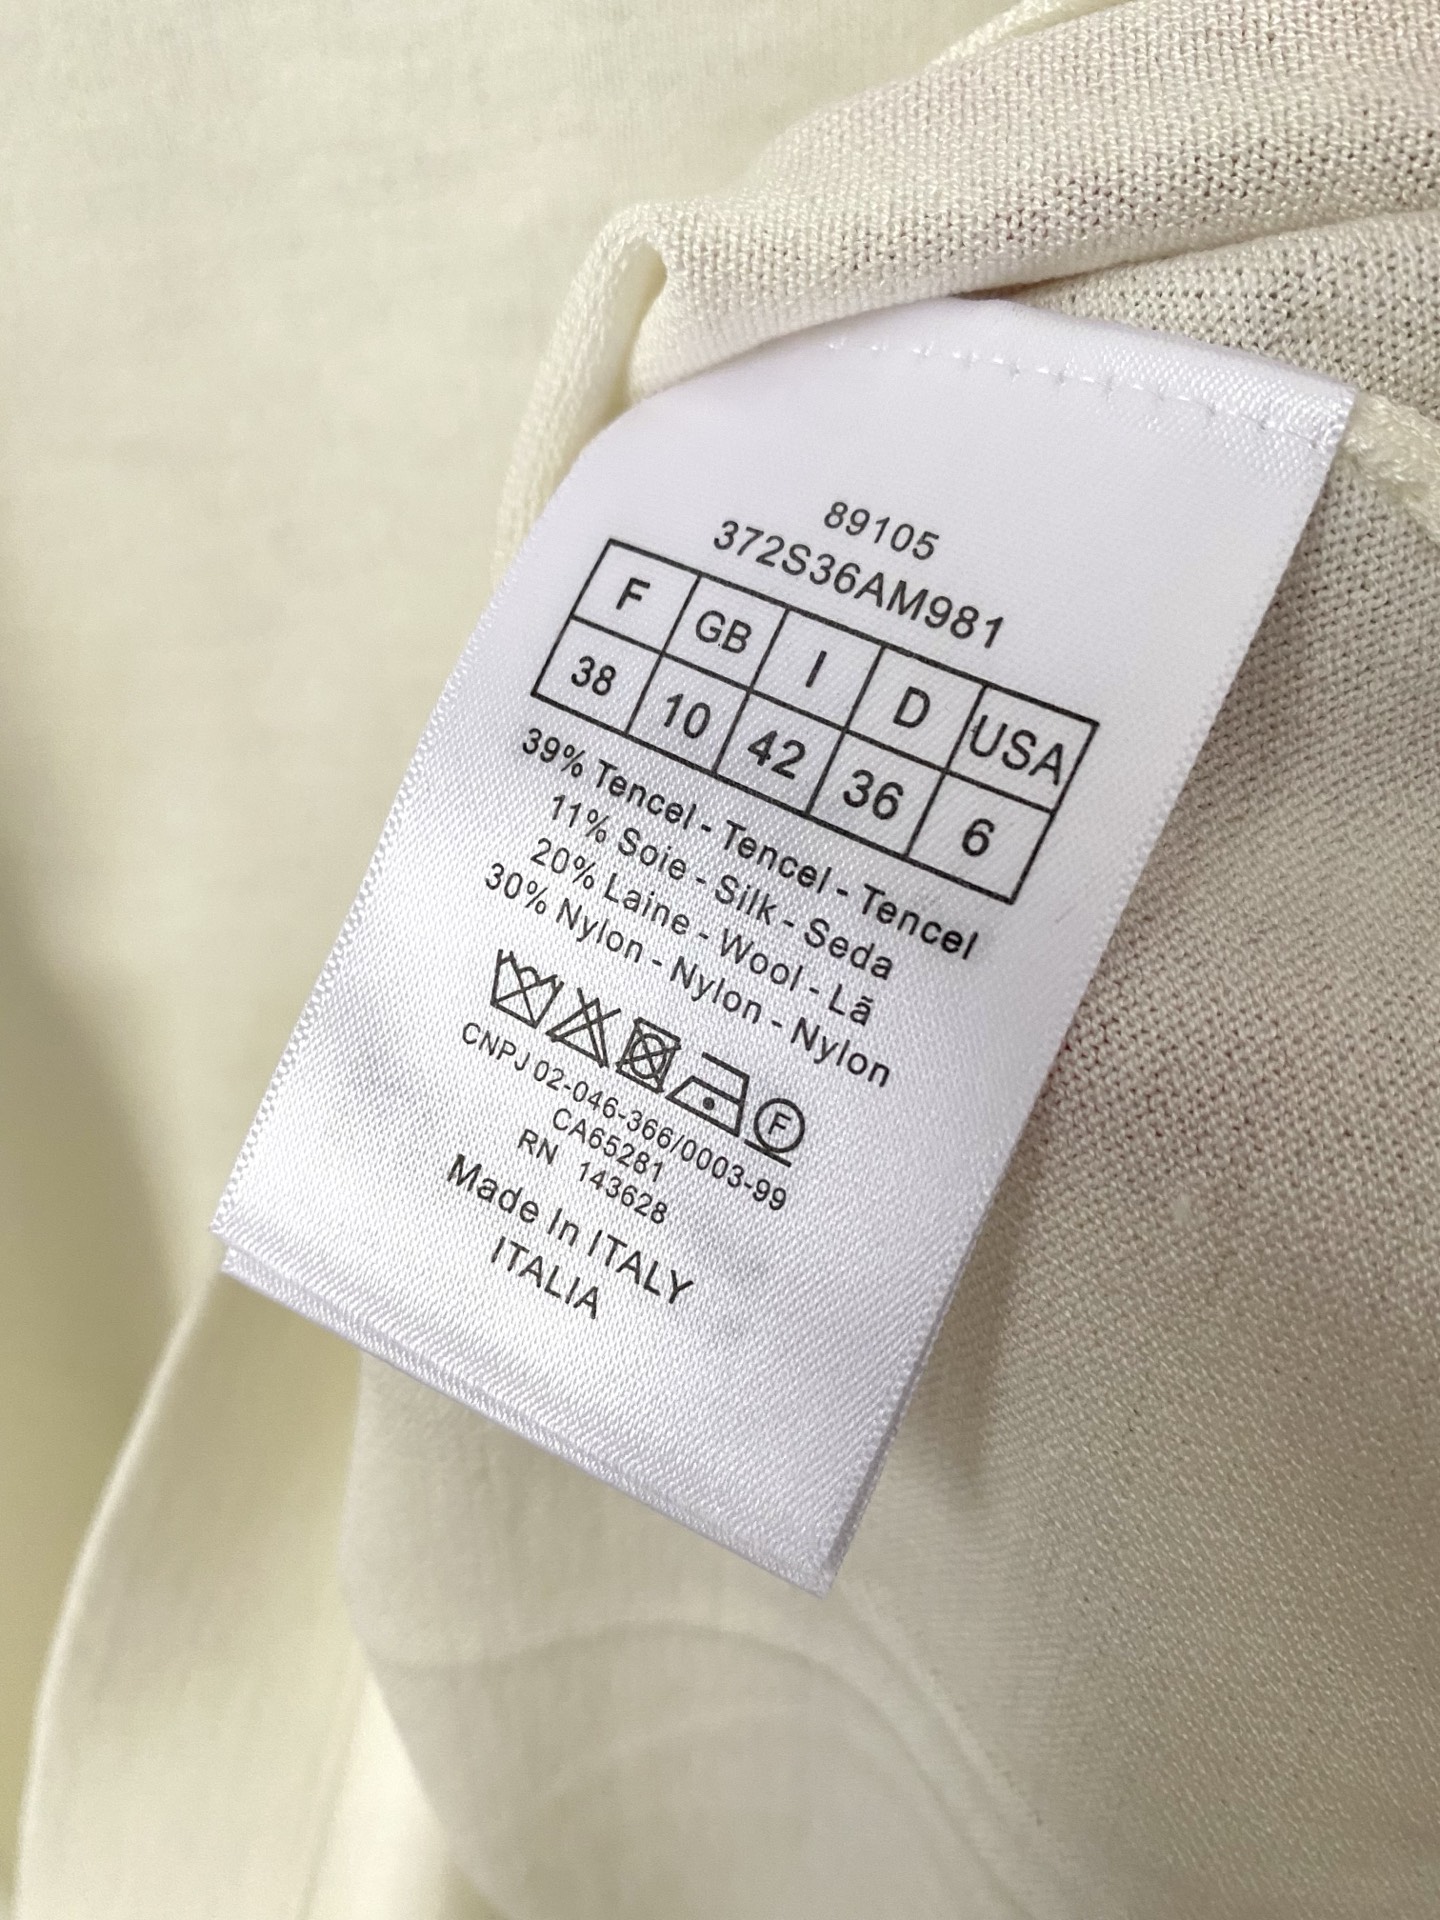 89105
372S36AM981
F GB I D USA
38 10 42 36 6
39% Tencel - Tencel - Tencel
11% Soie - Silk - Seda
20% Laine - Wool - Lã
30% Nylon - Nylon - Nylon
F
CNPJ 02-046-366/0003-99
CA65281
RN 143628
Made In ITALY
ITALIA